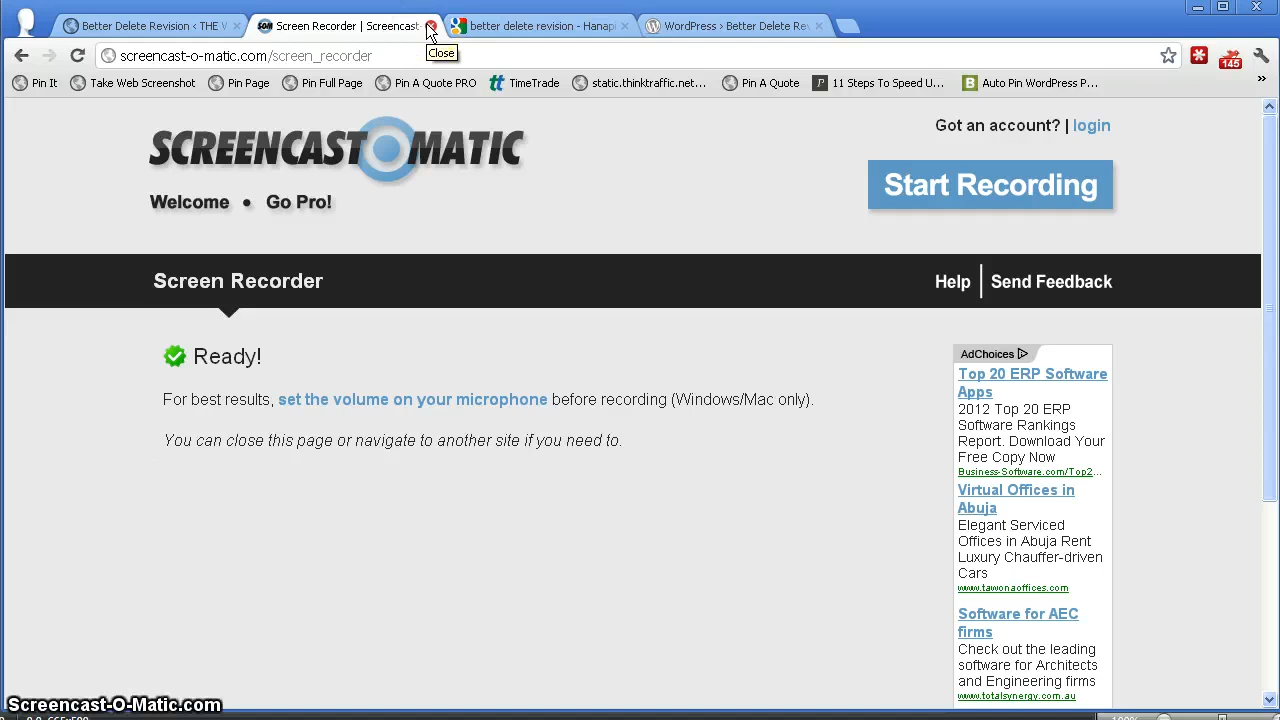 Better Delete Revision < THE V
Screen Recorder | Screencast-
better delete revision - Hanapi
WordPress › Better Delete Rev
Close
screencast-o-matic.com/screen_recorder
145
Pin It
Take Web Screenshot
Pin Page
Pin Full Page
Pin A Quote PRO
tt TimeTrade
static.thinktraffic.net...
Pin A Quote
P 11 Steps To Speed U...
B Auto Pin WordPress P...
»
SCREENCAST O MATIC
Got an account? | login
Start Recording
Welcome • Go Pro!
Screen Recorder
Help | Send Feedback
Ready!
For best results, set the volume on your microphone before recording (Windows/Mac only).
You can close this page or navigate to another site if you need to.
AdChoices
Top 20 ERP Software
Apps
2012 Top 20 ERP
Software Rankings
Report. Download Your
Free Copy Now
Business-Software.com/Top2...
Virtual Offices in
Abuja
Elegant Serviced
Offices in Abuja Rent
Luxury Chauffer-driven
Cars
www.tawonaoffices.com
Software for AEC
firms
Check out the leading
software for Architects
and Engineering firms
www.totalsynergy.com.au
Screencast-O-Matic.com